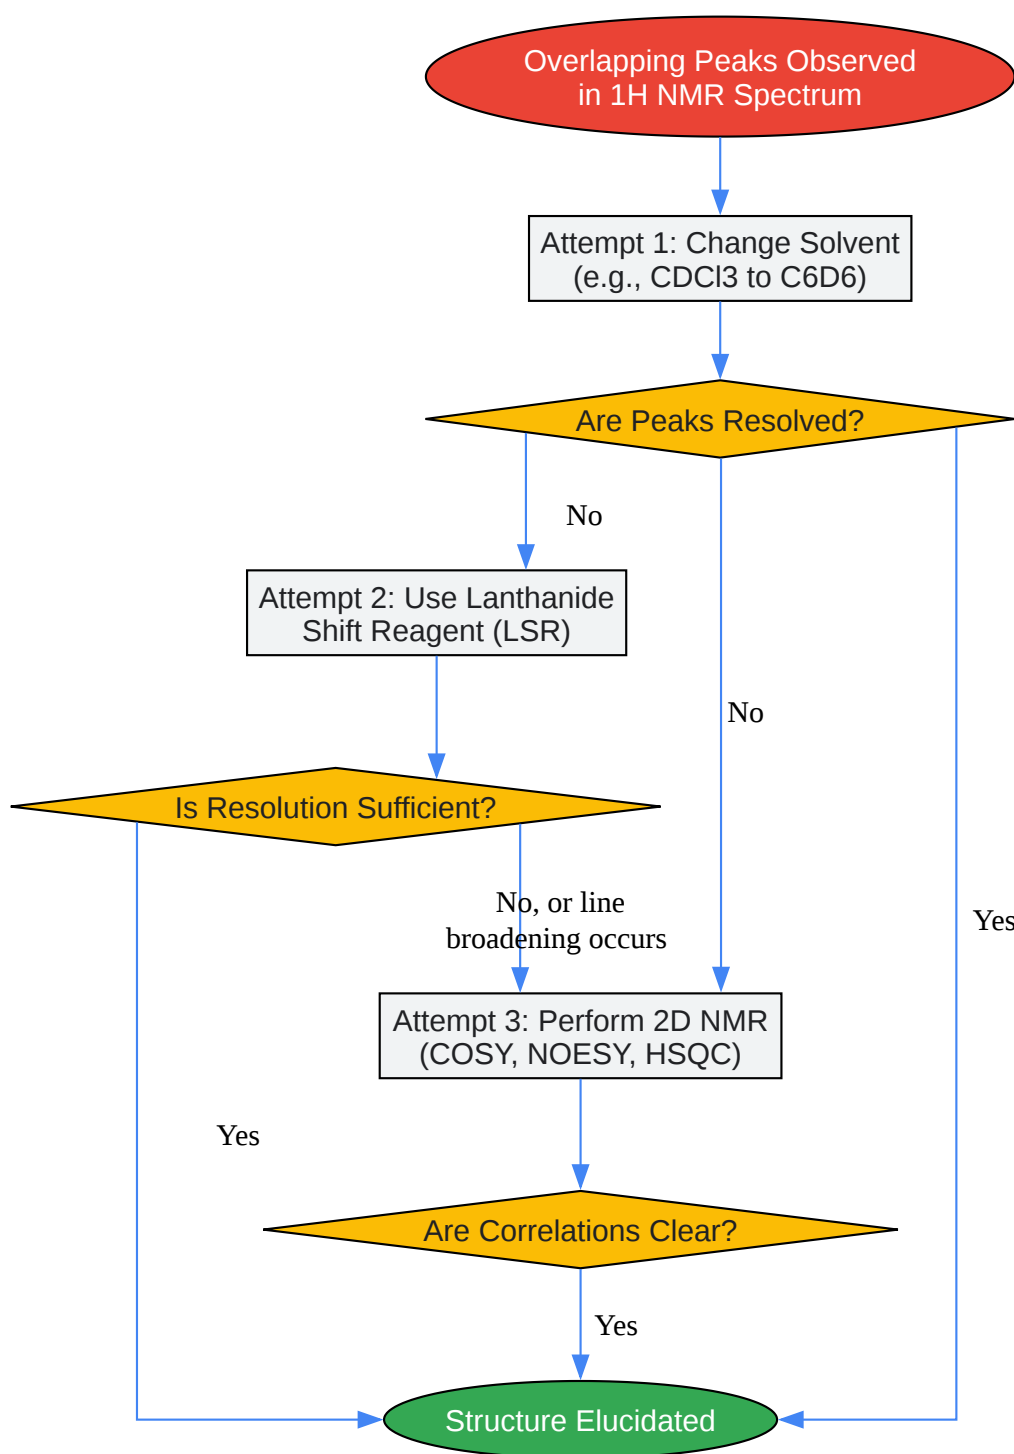 Overlapping Peaks Observed
in 1H NMR Spectrum
Attempt 1: Change Solvent
(e.g., CDCl3 to C6D6)
Are Peaks Resolved?
No
Attempt 2: Use Lanthanide
Shift Reagent (LSR)
No
Is Resolution Sufficient?
No, or line
broadening occurs
Yes
Attempt 3: Perform 2D NMR
(COSY, NOESY, HSQC)
Yes
Are Correlations Clear?
Yes
Structure Elucidated